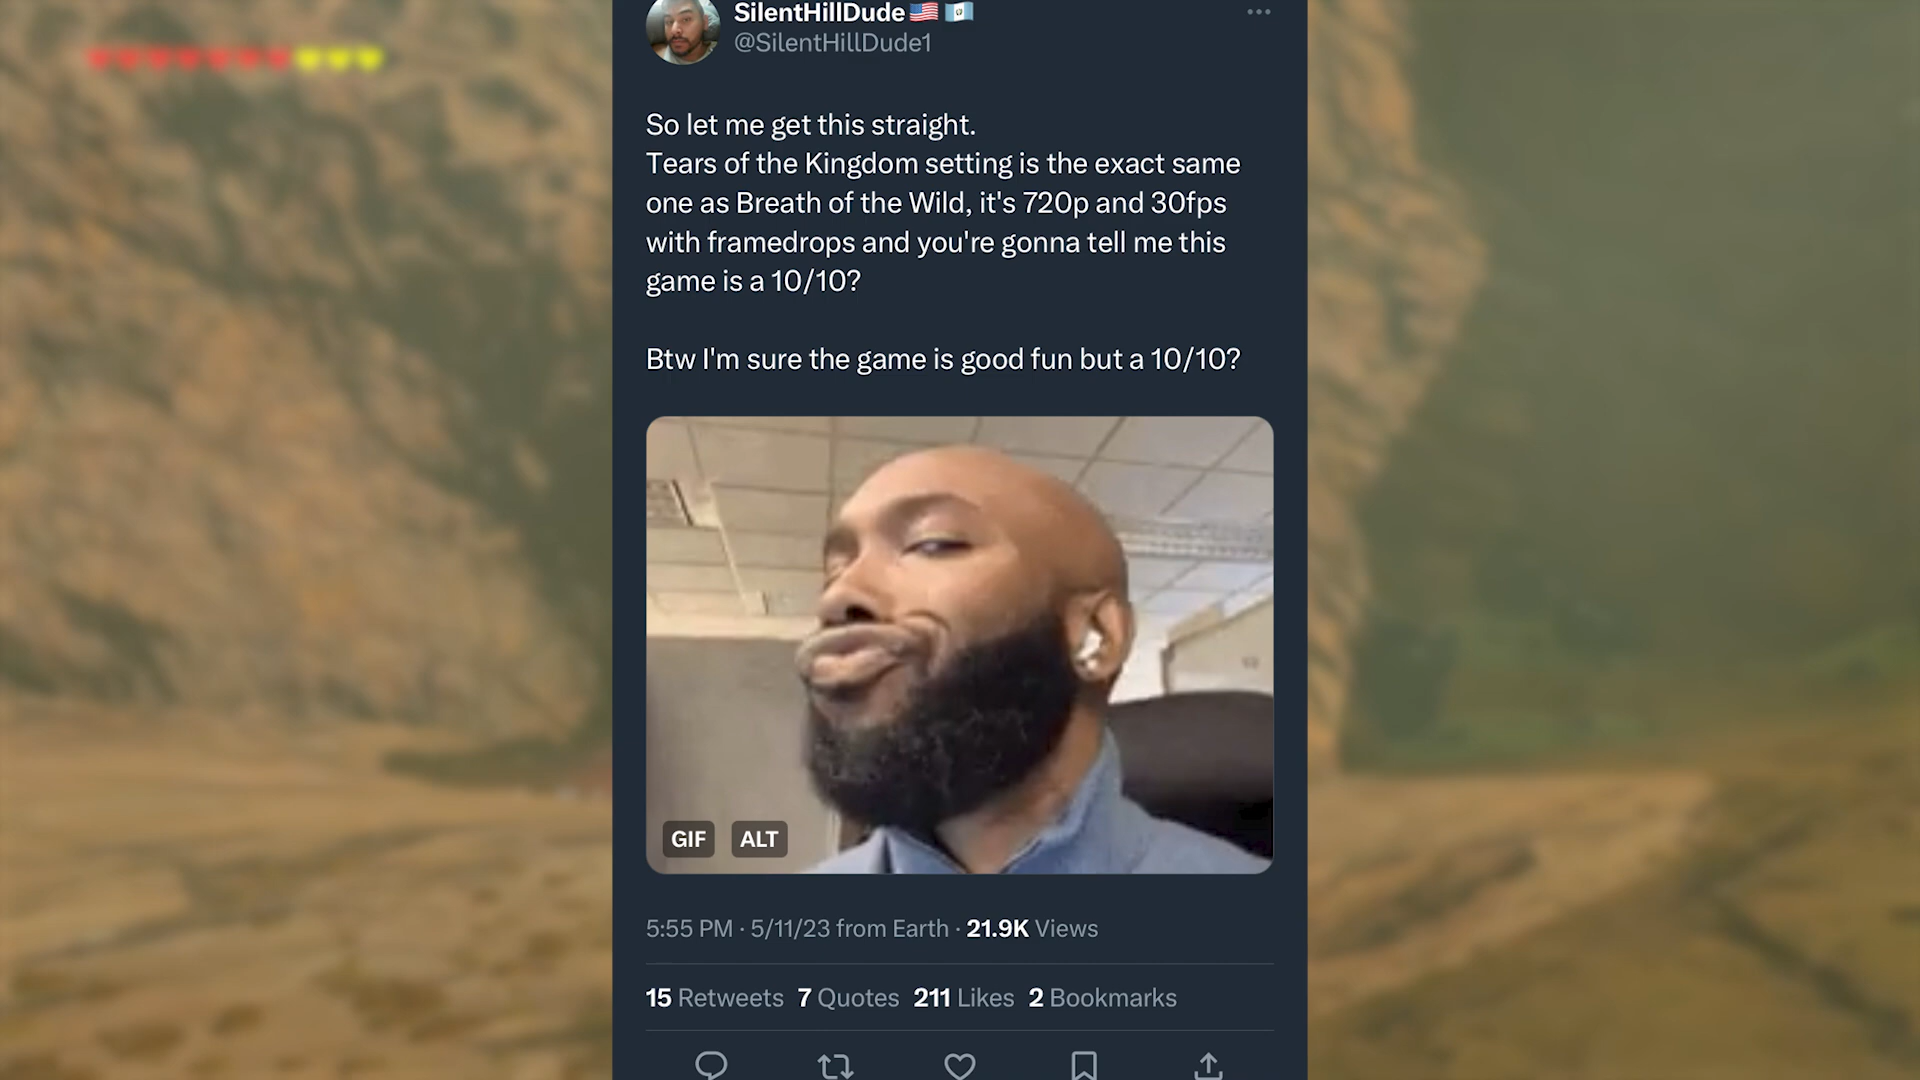 SilentHillDude🇺🇸🇬🇹
@SilentHillDude1
So let me get this straight.
Tears of the Kingdom setting is the exact same
one as Breath of the Wild, it's 720p and 30fps
with framedrops and you're gonna tell me this
game is a 10/10?
Btw I'm sure the game is good fun but a 10/10?
GIF ALT
5:55 PM · 5/11/23 from Earth · 21.9K Views
15 Retweets 7 Quotes 211 Likes 2 Bookmarks